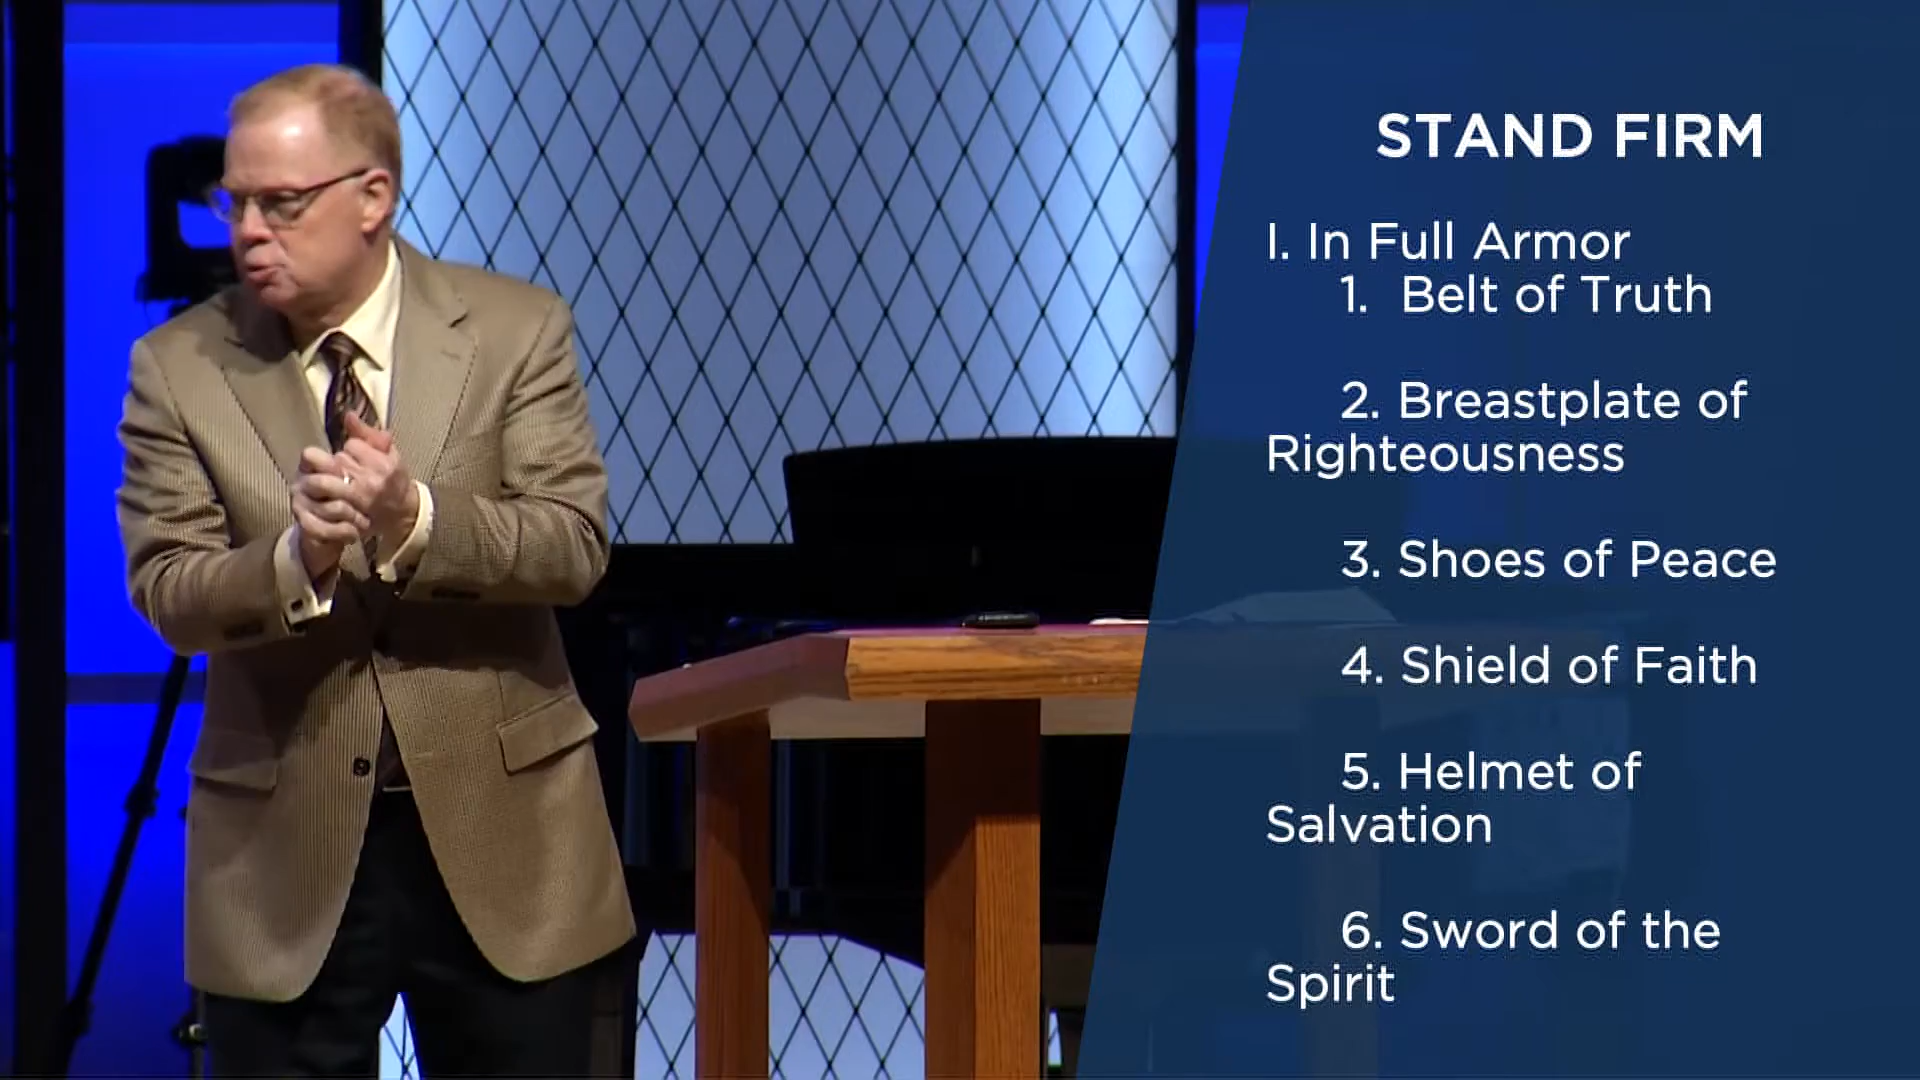 STAND FIRM
I. In Full Armor
1. Belt of Truth
2. Breastplate of
Righteousness
3. Shoes of Peace
4. Shield of Faith
5. Helmet of
Salvation
6. Sword of the
Spirit